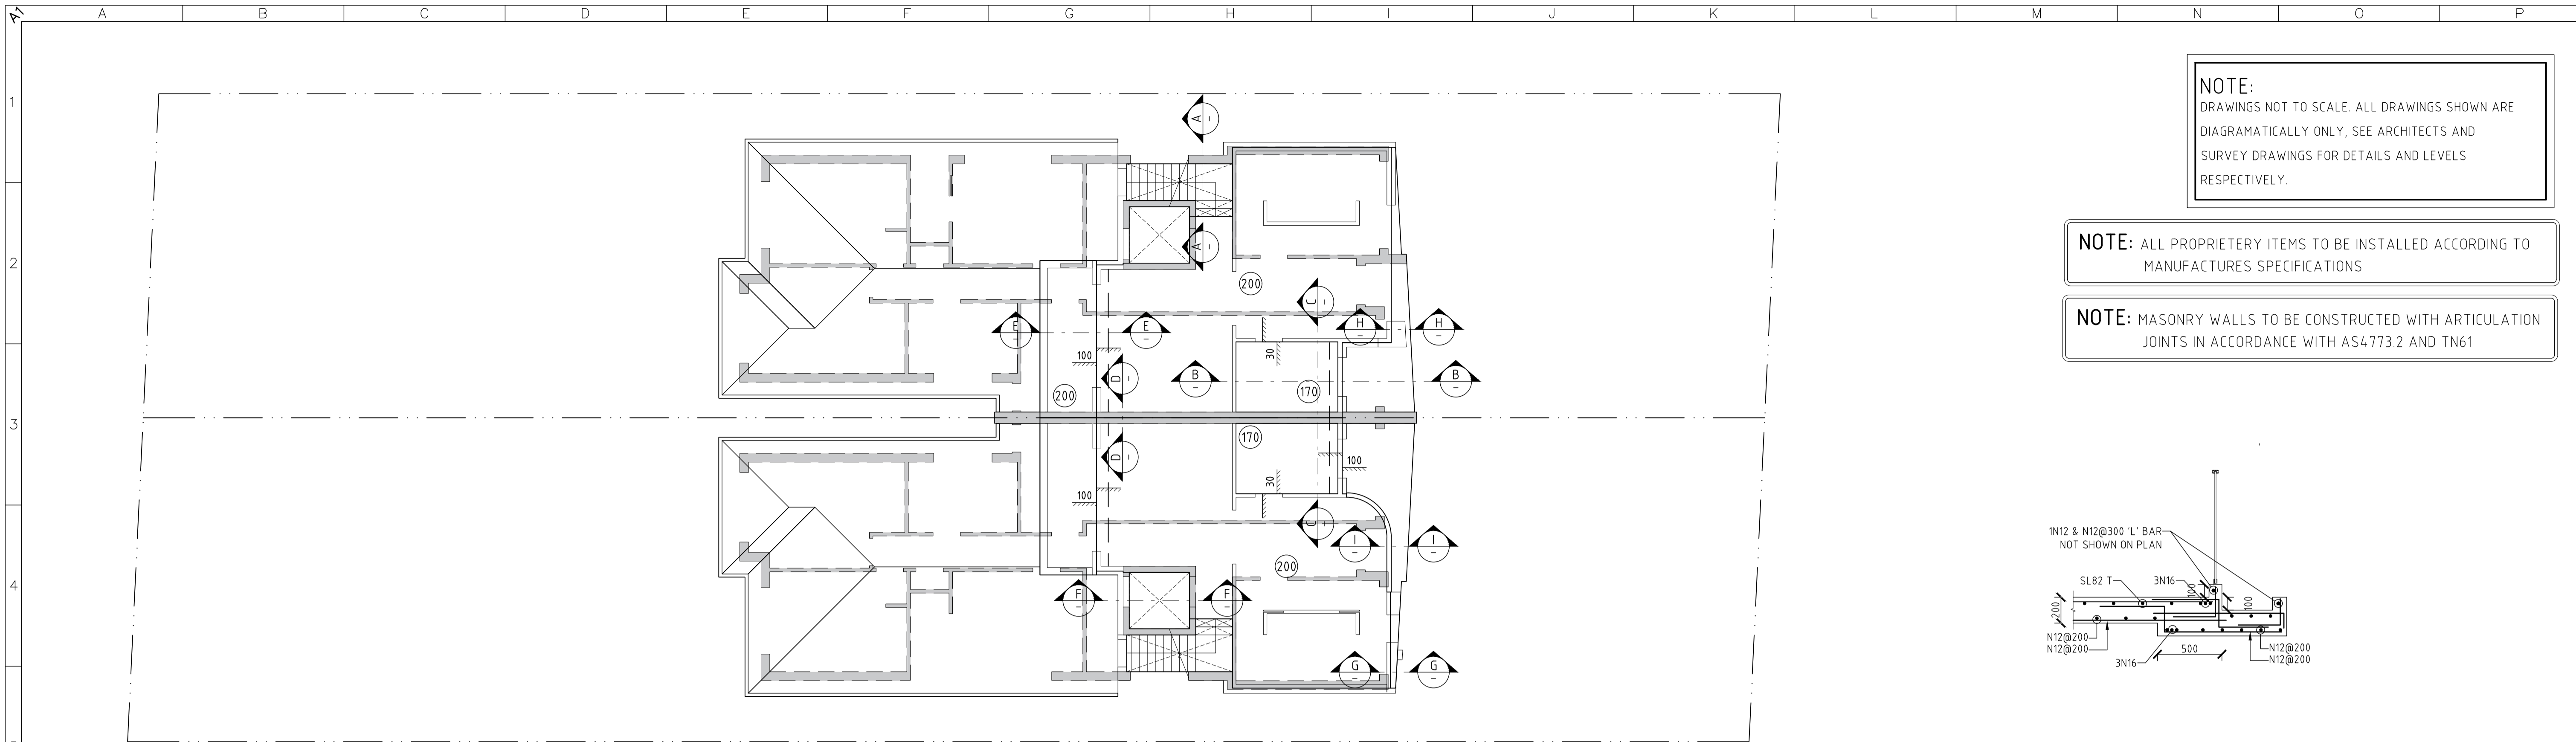 A1
A B C D E F G H I J K L M N O P
1
2
3
4
A
–
A
–
200
C
–
E
–
E
–
H
–
H
–
100
30
D
–
B
–
B
–
200
170
170
D
–
100
30
100
C
–
I
–
I
–
200
F
–
F
–
G
–
G
–
NOTE:
DRAWINGS NOT TO SCALE. ALL DRAWINGS SHOWN ARE
DIAGRAMATICALLY ONLY, SEE ARCHITECTS AND
SURVEY DRAWINGS FOR DETAILS AND LEVELS
RESPECTIVELY.
NOTE: ALL PROPRIETERY ITEMS TO BE INSTALLED ACCORDING TO
MANUFACTURES SPECIFICATIONS
NOTE: MASONRY WALLS TO BE CONSTRUCTED WITH ARTICULATION
JOINTS IN ACCORDANCE WITH AS4773.2 AND TN61
1N12 & N12@300 'L' BAR
NOT SHOWN ON PLAN
SL82 T
3N16
100
100
200
N12@200
N12@200
3N16
500
N12@200
N12@200